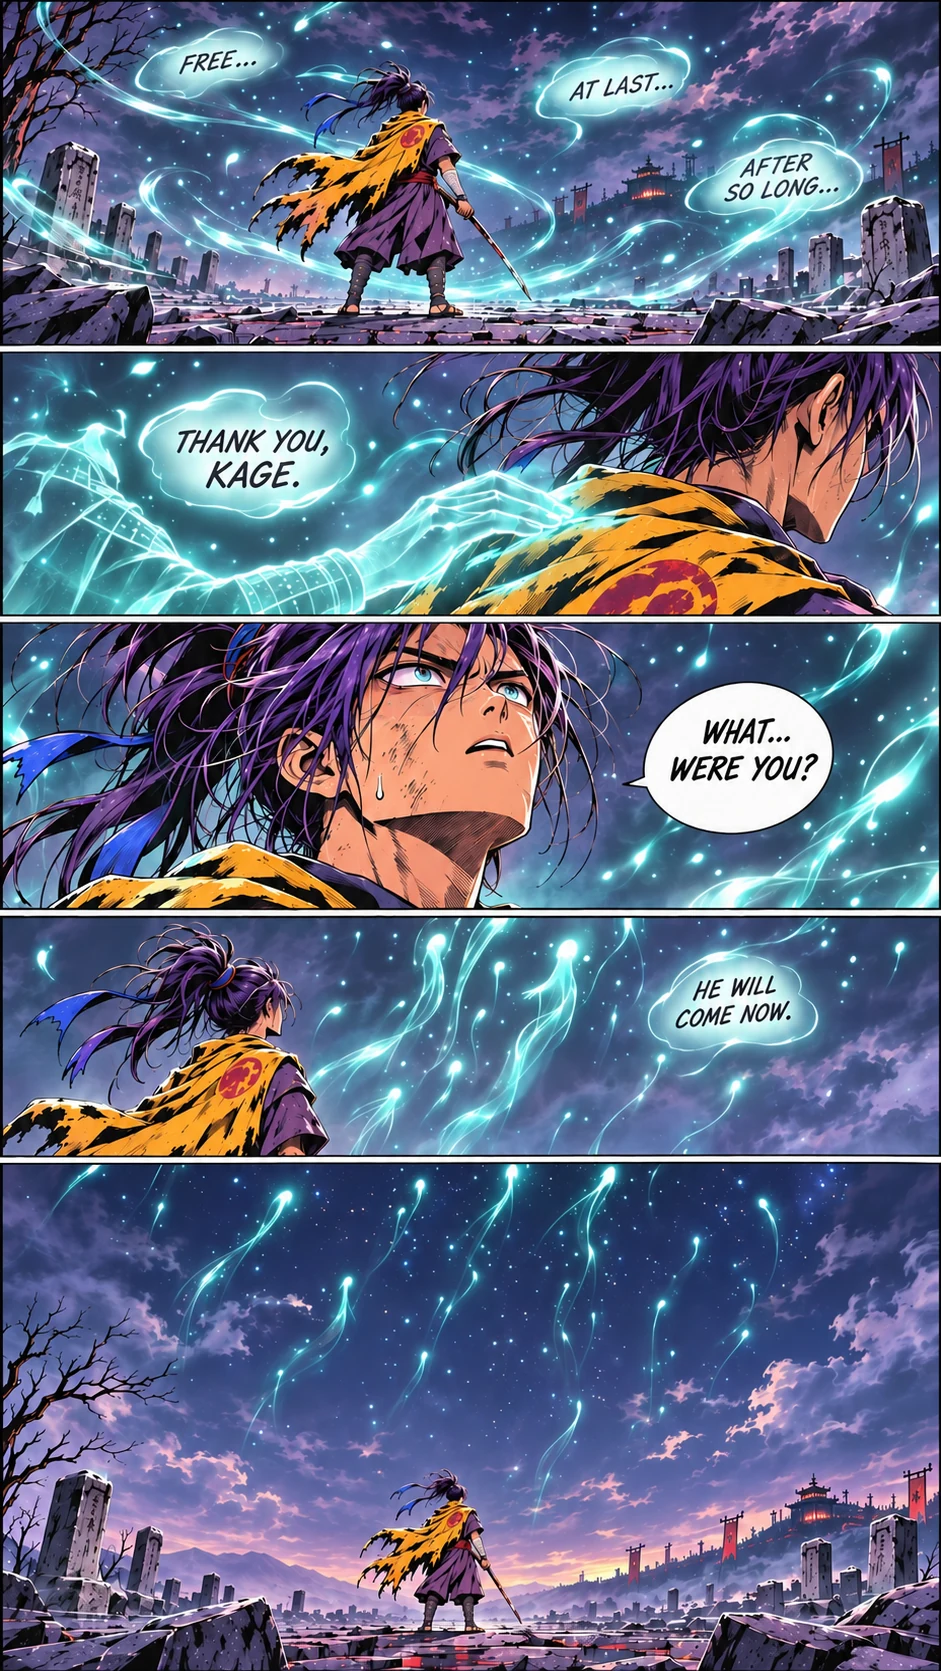 FREE...
AT LAST...
AFTER
SO LONG...
THANK YOU,
KAGE.
WHAT...
WERE YOU?
HE WILL
COME NOW.